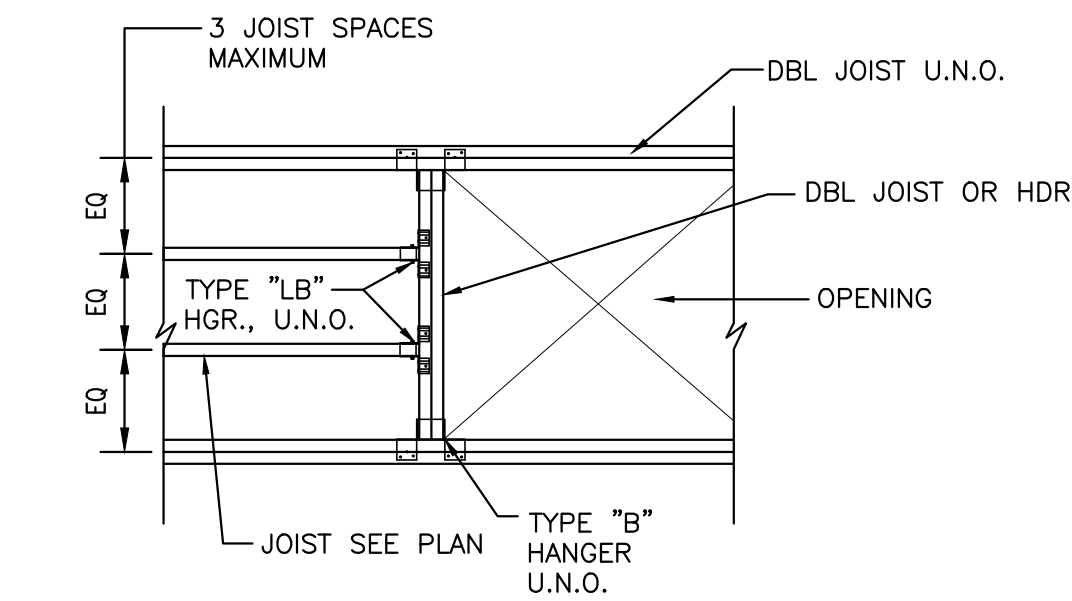 3 JOIST SPACES
MAXIMUM
DBL JOIST U.N.O.
DBL JOIST OR HDR
EQ
EQ
EQ
TYPE "LB"
HGR., U.N.O.
OPENING
JOIST SEE PLAN
TYPE "B"
HANGER
U.N.O.